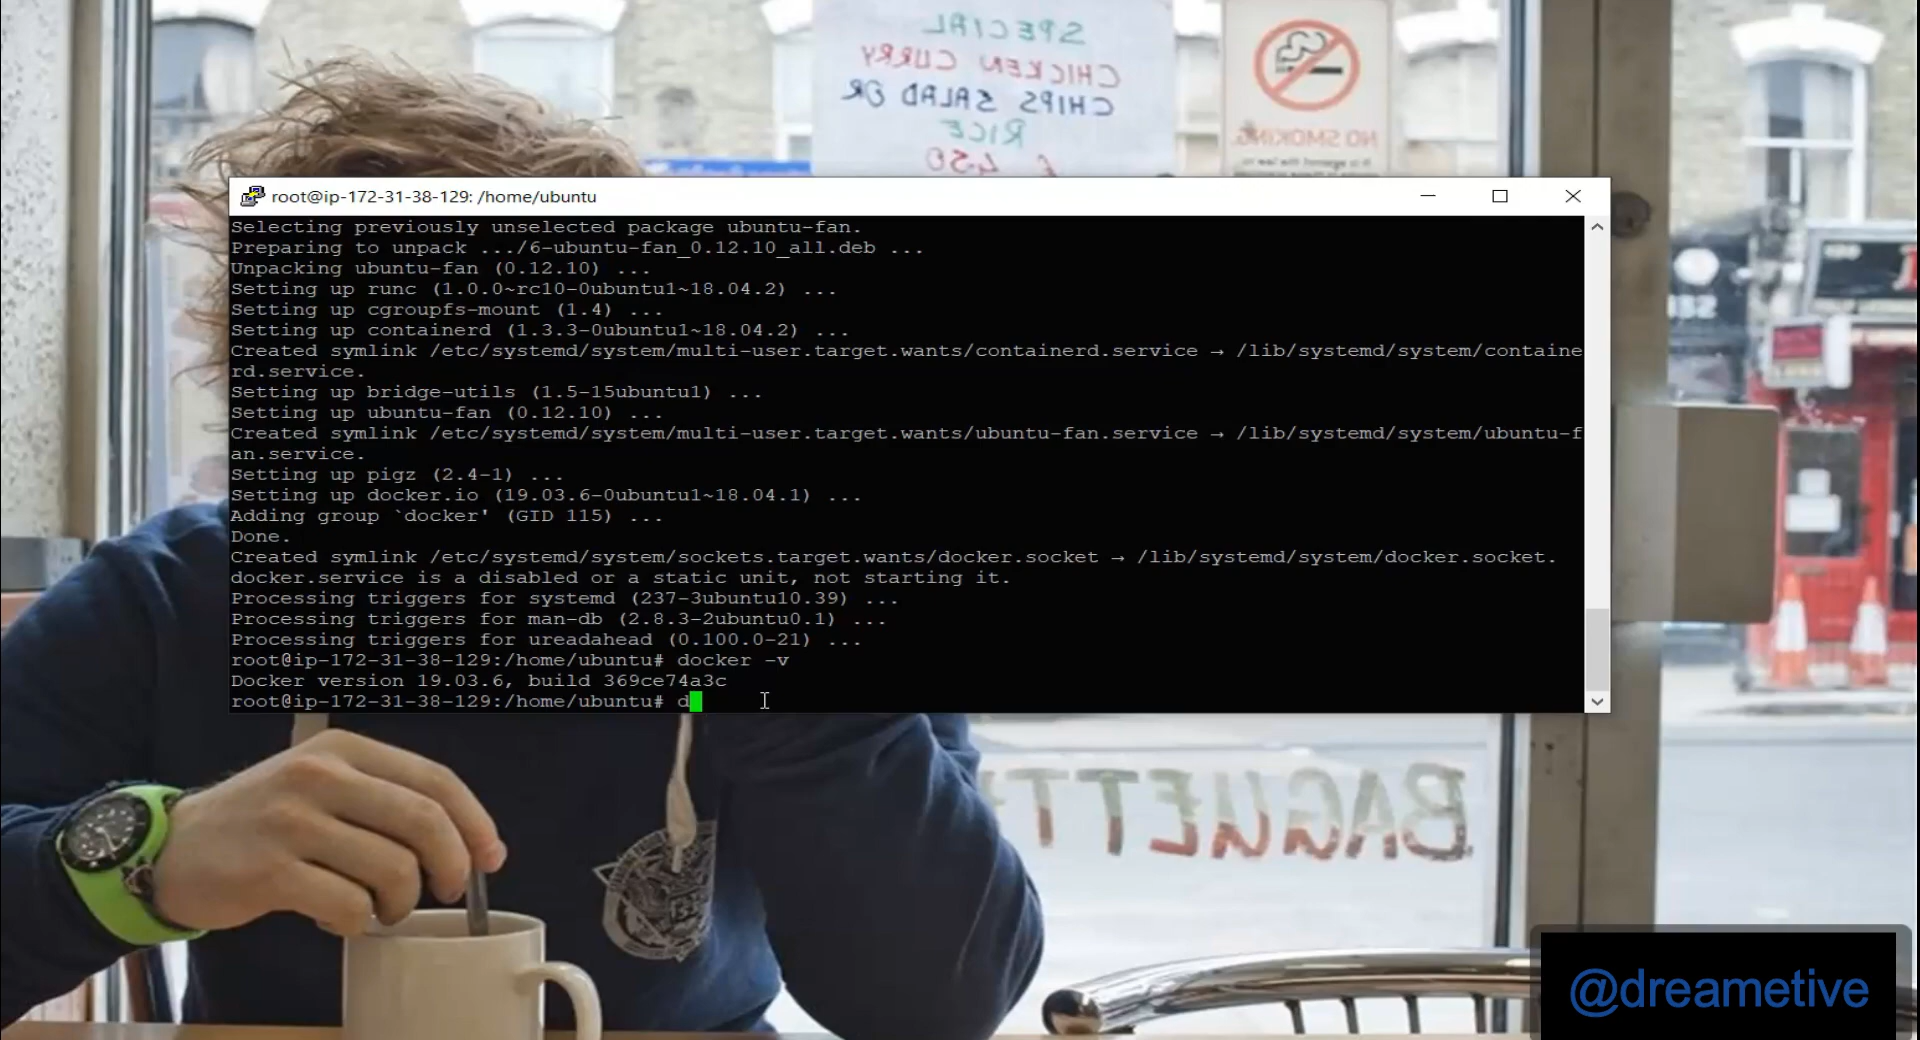 SPECIAL
CHICKEN CURRY
CHIPS SALAD OR
RICE
£ 4.50
NO SMOKING
root@ip-172-31-38-129: /home/ubuntu
Selecting previously unselected package ubuntu-fan.
Preparing to unpack .../6-ubuntu-fan_0.12.10_all.deb ...
Unpacking ubuntu-fan (0.12.10) ...
Setting up runc (1.0.0~rc10-0ubuntu1~18.04.2) ...
Setting up cgroupfs-mount (1.4) ...
Setting up containerd (1.3.3-0ubuntu1~18.04.2) ...
Created symlink /etc/systemd/system/multi-user.target.wants/containerd.service → /lib/systemd/system/containe
rd.service.
Setting up bridge-utils (1.5-15ubuntu1) ...
Setting up ubuntu-fan (0.12.10) ...
Created symlink /etc/systemd/system/multi-user.target.wants/ubuntu-fan.service → /lib/systemd/system/ubuntu-f
an.service.
Setting up pigz (2.4-1) ...
Setting up docker.io (19.03.6-0ubuntu1~18.04.1) ...
Adding group `docker' (GID 115) ...
Done.
Created symlink /etc/systemd/system/sockets.target.wants/docker.socket → /lib/systemd/system/docker.socket.
docker.service is a disabled or a static unit, not starting it.
Processing triggers for systemd (237-3ubuntu10.39) ...
Processing triggers for man-db (2.8.3-2ubuntu0.1) ...
Processing triggers for ureadahead (0.100.0-21) ...
root@ip-172-31-38-129:/home/ubuntu# docker -v
Docker version 19.03.6, build 369ce74a3c
root@ip-172-31-38-129:/home/ubuntu# d
BAGUETT
@dreametive